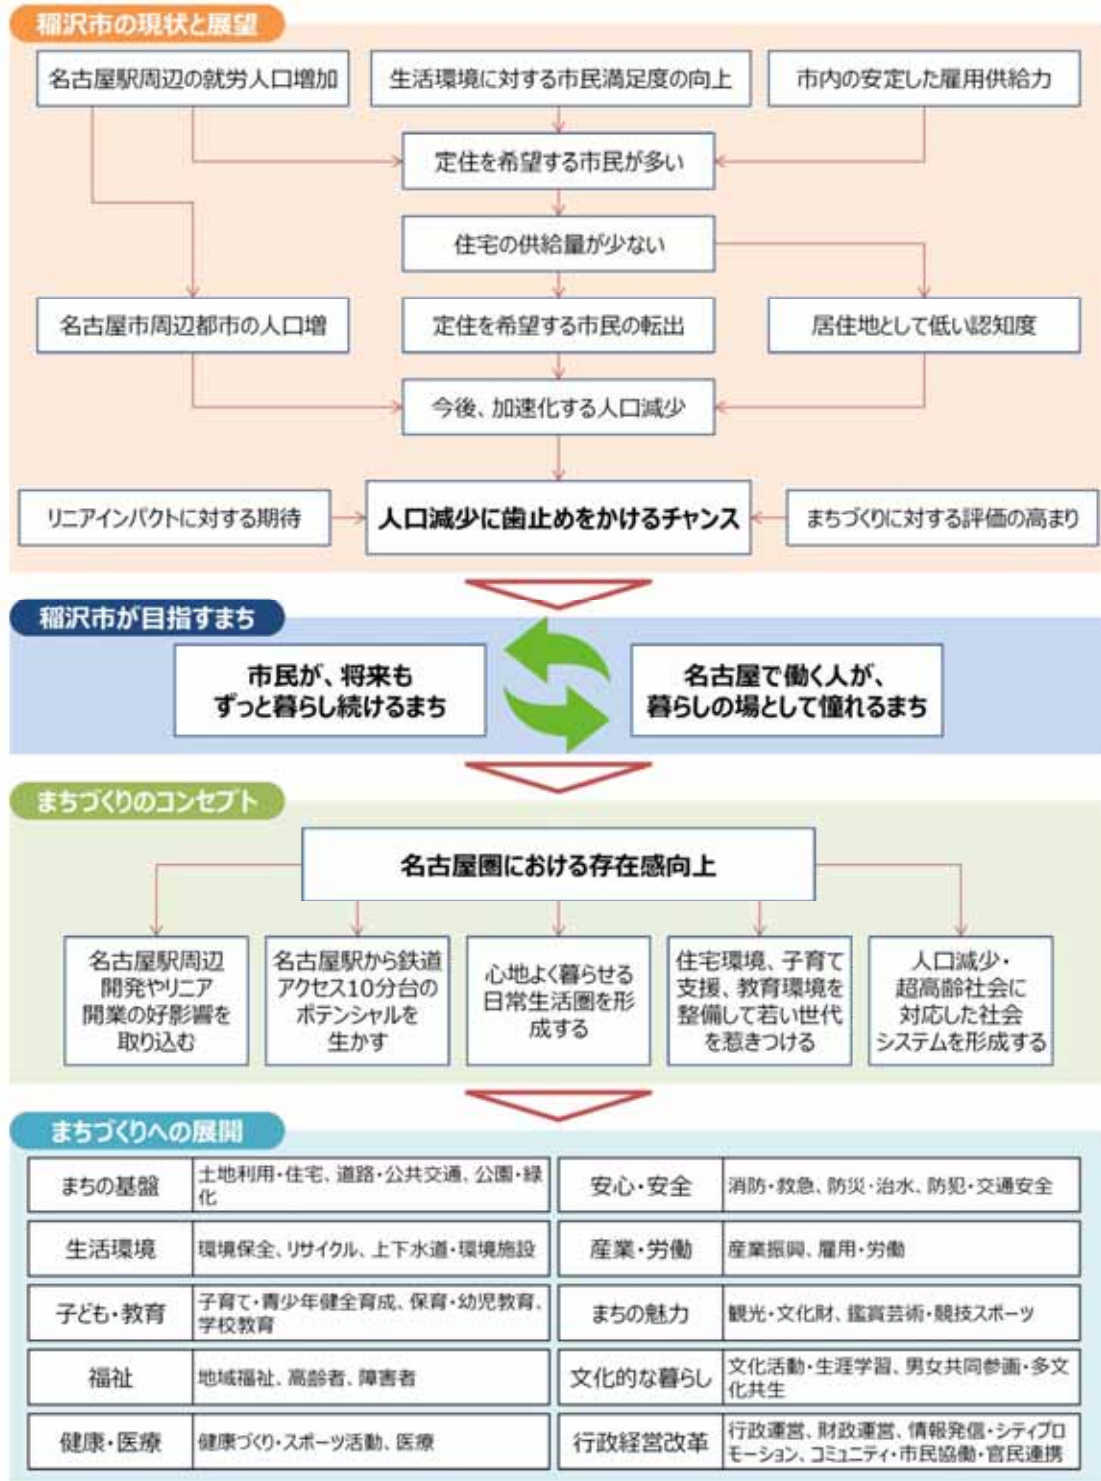 稲沢市の現状と展望
名古屋駅周辺の就労人口増加
生活環境に対する市民満足度の向上
市内の安定した雇用供給力
定住を希望する市民が多い
住宅の供給量が少ない
名古屋市周辺都市の人口増
定住を希望する市民の転出
居住地として低い認知度
今後、加速化する人口減少
リニアインパクトに対する期待
人口減少に歯止めをかけるチャンス
まちづくりに対する評価の高まり
稲沢市が目指すまち
市民が、将来も
ずっと暮らし続けるまち
名古屋で働く人が、
暮らしの場として憧れるまち
まちづくりのコンセプト
名古屋圏における存在感向上
名古屋駅周辺
開発やリニア
開業の好影響を
取り込む
名古屋駅から鉄道
アクセス10分台の
ポテンシャルを
生かす
心地よく暮らせる
日常生活圏を形
成する
住宅環境、子育て
支援、教育環境を
整備して若い世代
を惹きつける
人口減少・
超高齢社会に
対応した社会
システムを形成する
まちづくりへの展開
まちの基盤
土地利用・住宅、道路・公共交通、公園・緑
化
安心・安全
消防・救急、防災・治水、防犯・交通安全
生活環境
環境保全、リサイクル、上下水道・環境施設
産業・労働
産業振興、雇用・労働
子ども・教育
子育て・青少年健全育成、保育・幼児教育、
学校教育
まちの魅力
観光・文化財、鑑賞芸術・競技スポーツ
福祉
地域福祉、高齢者、障害者
文化的な暮らし
文化活動・生涯学習、男女共同参画・多文
化共生
健康・医療
健康づくり・スポーツ活動、医療
行政経営改革
行政運営、財政運営、情報発信・シティプロ
モーション、コミュニティ・市民協働・官民連携